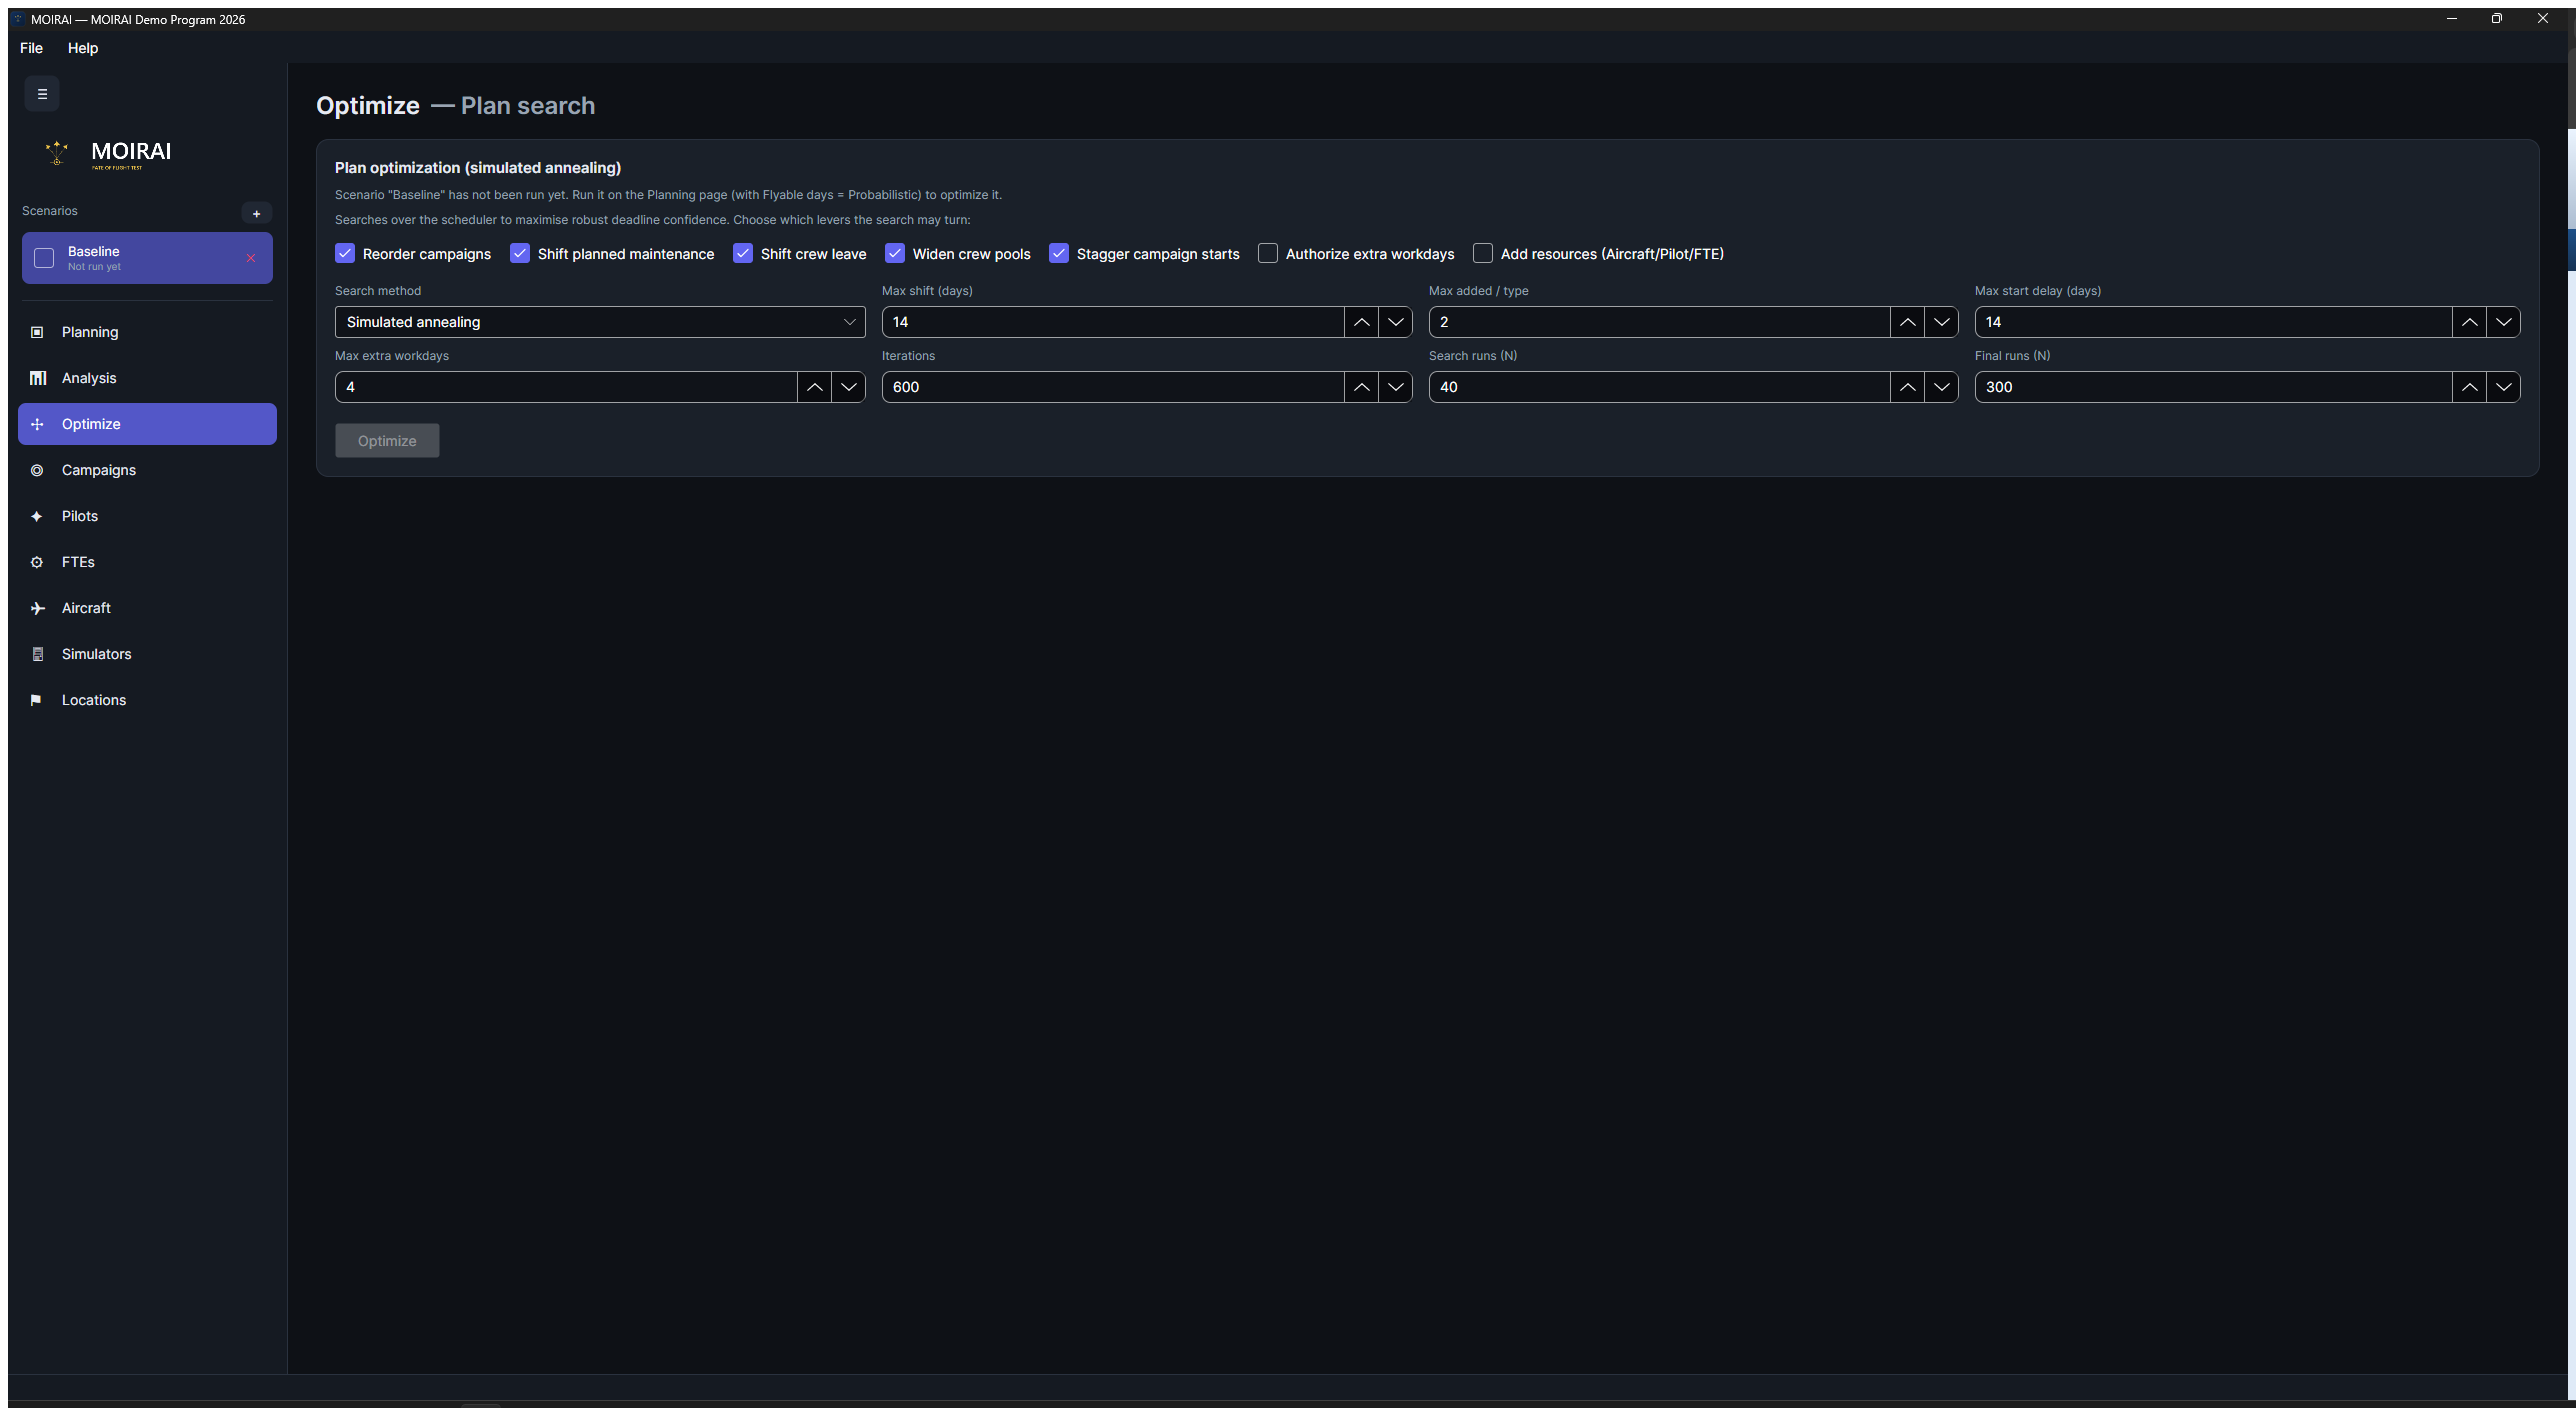 MOIRAI — MOIRAI Demo Program 2026
File Help
MOIRAI
FATE OF FLIGHT TEST
Scenarios
+
Baseline
Not run yet
Planning
Analysis
Optimize
Campaigns
Pilots
FTEs
Aircraft
Simulators
Locations
Optimize — Plan search
Plan optimization (simulated annealing)
Scenario "Baseline" has not been run yet. Run it on the Planning page (with Flyable days = Probabilistic) to optimize it.
Searches over the scheduler to maximise robust deadline confidence. Choose which levers the search may turn:
Reorder campaigns Shift planned maintenance Shift crew leave Widen crew pools Stagger campaign starts Authorize extra workdays Add resources (Aircraft/Pilot/FTE)
Search method Max shift (days) Max added / type Max start delay (days)
Simulated annealing 14 2 14
Max extra workdays Iterations Search runs (N) Final runs (N)
4 600 40 300
Optimize